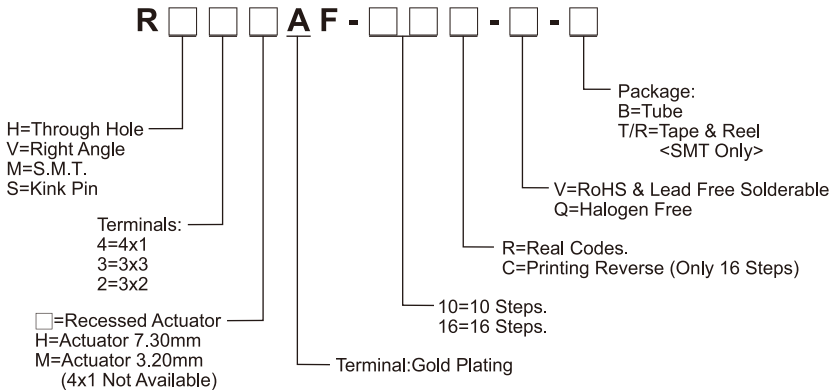 R□□□AF-□□□-□-□
Package:
B=Tube
T/R=Tape & Reel
<SMT Only>
H=Through Hole
V=Right Angle
M=S.M.T.
S=Kink Pin
V=RoHS & Lead Free Solderable
Q=Halogen Free
Terminals:
4=4x1
3=3x3
2=3x2
R=Real Codes.
C=Printing Reverse (Only 16 Steps)
10=10 Steps.
16=16 Steps.
□=Recessed Actuator
H=Actuator 7.30mm
M=Actuator 3.20mm
(4x1 Not Available)
Terminal:Gold Plating